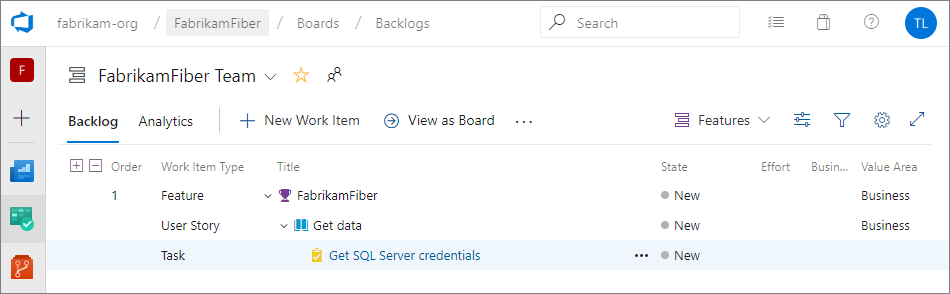 fabrikam-org / FabrikamFiber / Boards / Backlogs Search TL
F FabrikamFiber Team
Backlog Analytics New Work Item View as Board ... Features
Order Work Item Type Title State Effort Busin... Value Area
1 Feature FabrikamFiber New Business
User Story Get data New Business
Task Get SQL Server credentials ... New